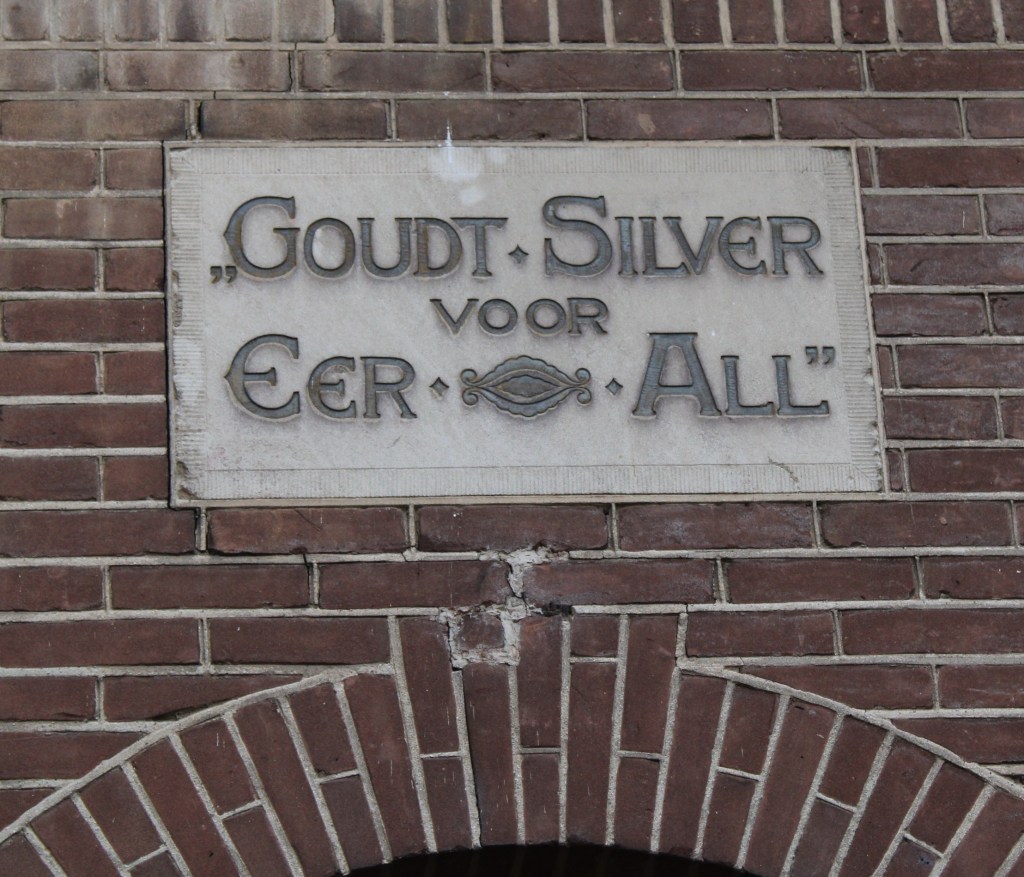 „GOUDT · SILVER
VOOR
EER · · ALL”